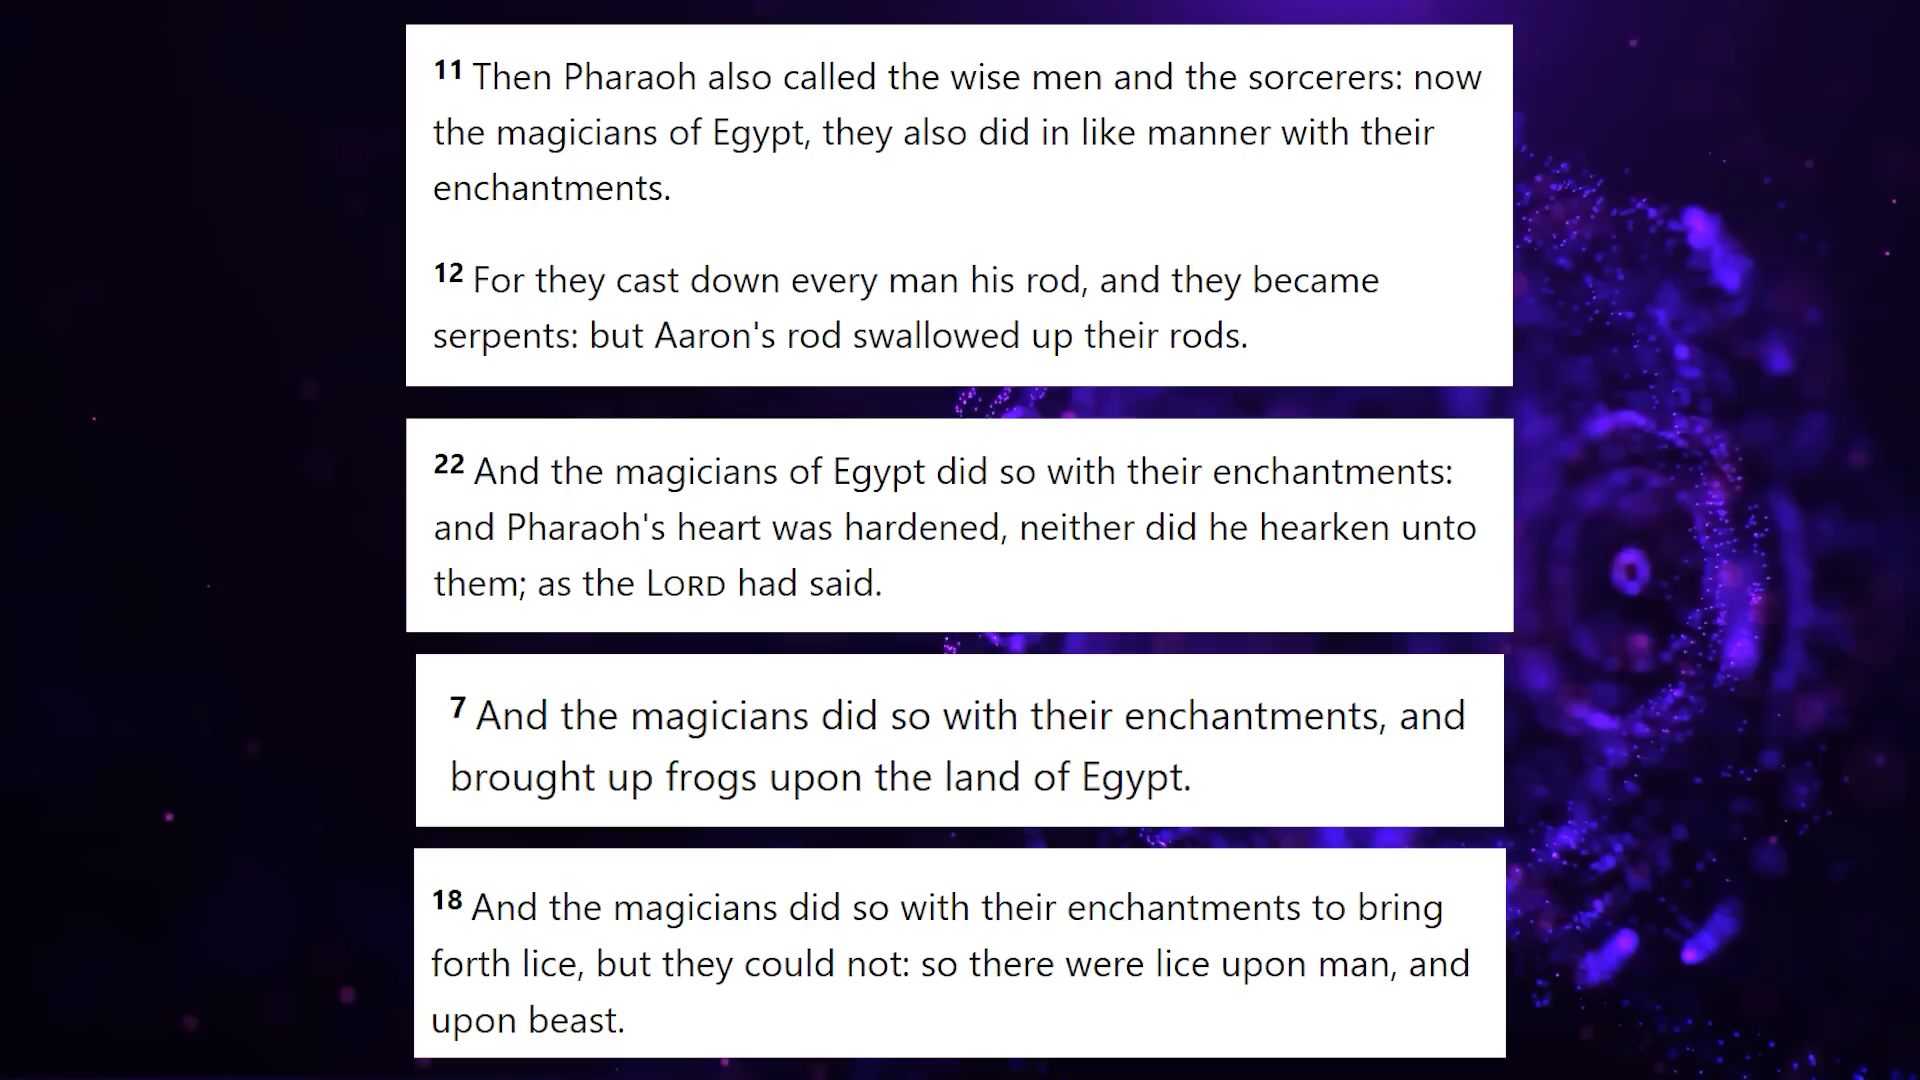 11 Then Pharaoh also called the wise men and the sorcerers: now
the magicians of Egypt, they also did in like manner with their
enchantments.
12 For they cast down every man his rod, and they became
serpents: but Aaron's rod swallowed up their rods.
22 And the magicians of Egypt did so with their enchantments:
and Pharaoh's heart was hardened, neither did he hearken unto
them; as the LORD had said.
7 And the magicians did so with their enchantments, and
brought up frogs upon the land of Egypt.
18 And the magicians did so with their enchantments to bring
forth lice, but they could not: so there were lice upon man, and
upon beast.